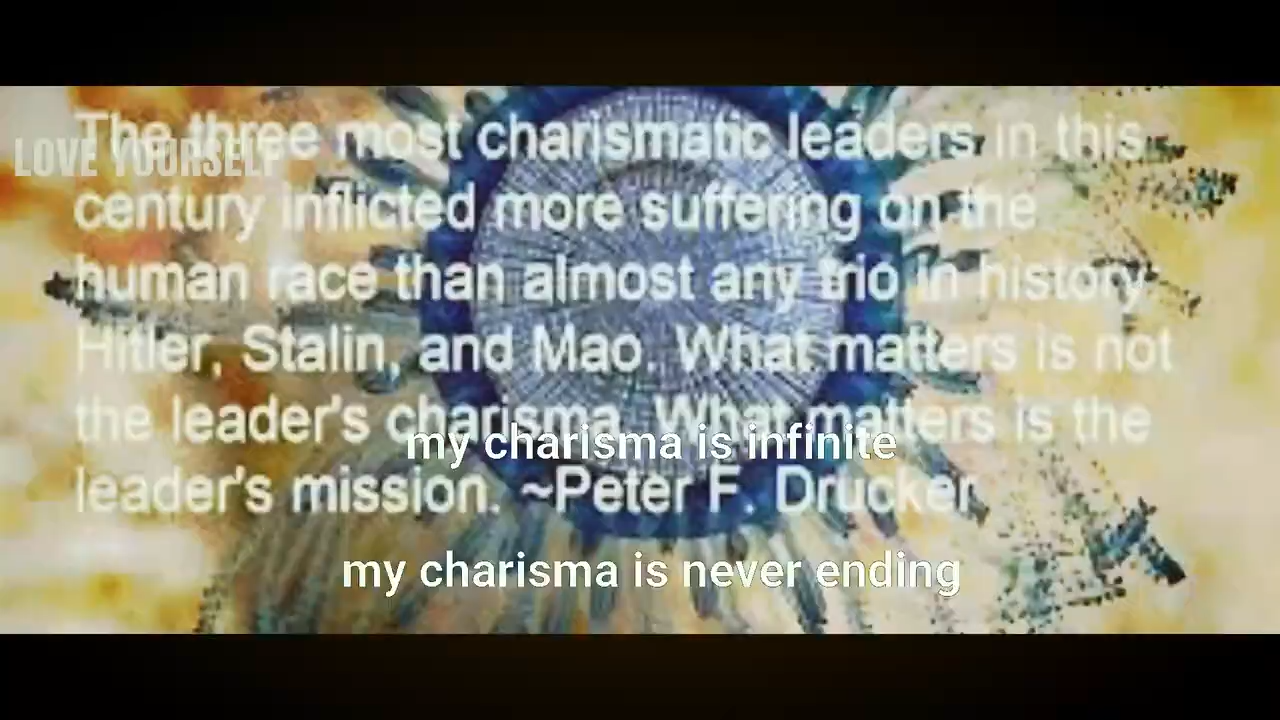 The three most charismatic leaders in this
LOVE YOURSELF
century inflicted more suffering on the
human race than almost any trio in history
Hitler, Stalin, and Mao. What matters is not
the leader's charisma. What matters is the
my charisma is infinite
leader's mission. ~Peter F. Drucker
my charisma is never ending